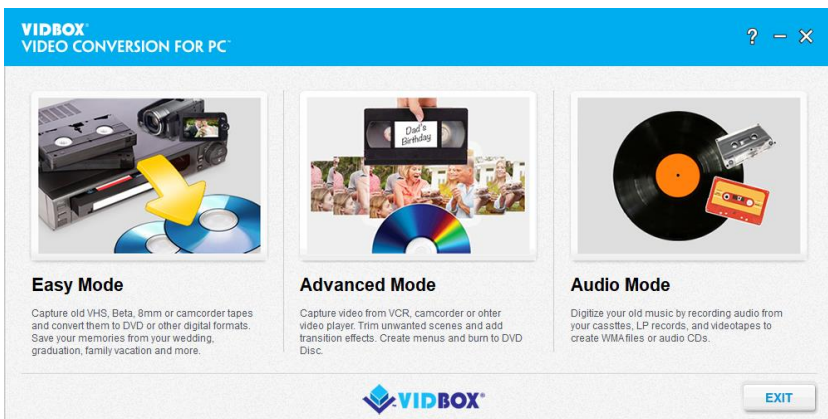 VIDBOX®
VIDEO CONVERSION FOR PC™
Dad's
Birthday
Easy Mode
Capture old VHS, Beta, 8mm or camcorder tapes
and convert them to DVD or other digital formats.
Save your memories from your wedding,
graduation, family vacation and more.
Advanced Mode
Capture video from VCR, camcorder or ohter
video player. Trim unwanted scenes and add
transition effects. Create menus and burn to DVD
Disc.
Audio Mode
Digitize your old music by recording audio from
your cassttes, LP records, and videotapes to
create WMA files or audio CDs.
VIDBOX®
EXIT